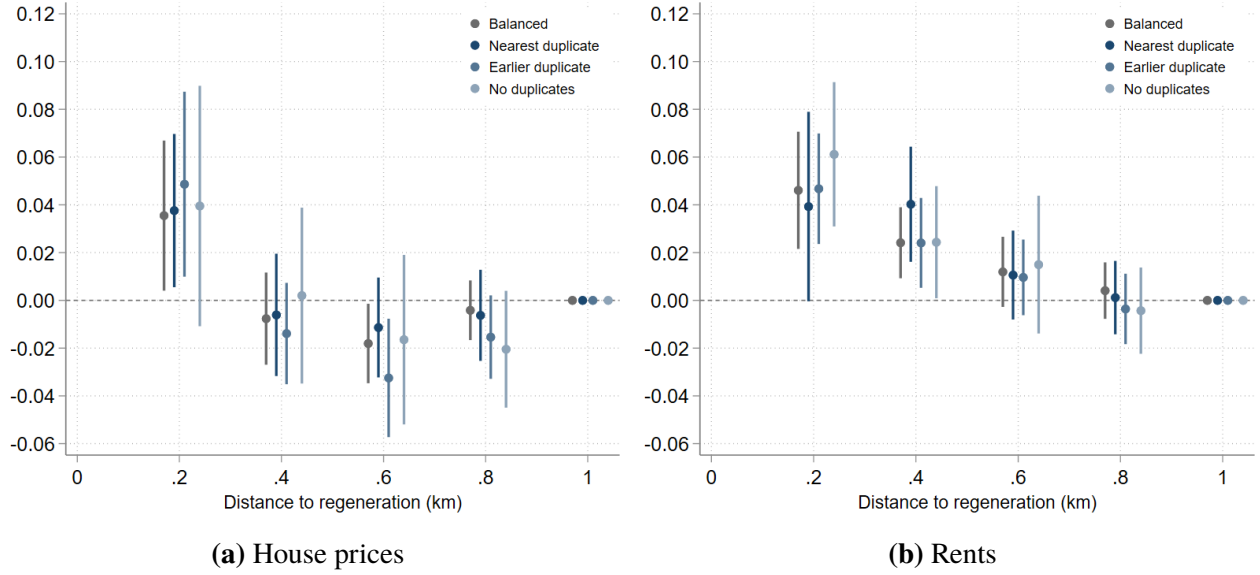 Balanced
Nearest duplicate
Earlier duplicate
No duplicates
0.12
0.10
0.08
0.06
0.04
0.02
0.00
-0.02
-0.04
-0.06
0 .2 .4 .6 .8 1
Distance to regeneration (km)
(a) House prices
Balanced
Nearest duplicate
Earlier duplicate
No duplicates
0.12
0.10
0.08
0.06
0.04
0.02
0.00
-0.02
-0.04
-0.06
0 .2 .4 .6 .8 1
Distance to regeneration (km)
(b) Rents